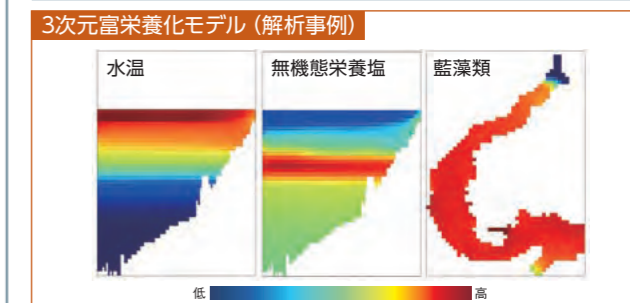 3次元富栄養化モデル（解析事例）
水温
無機態栄養塩
藍藻類
低
高